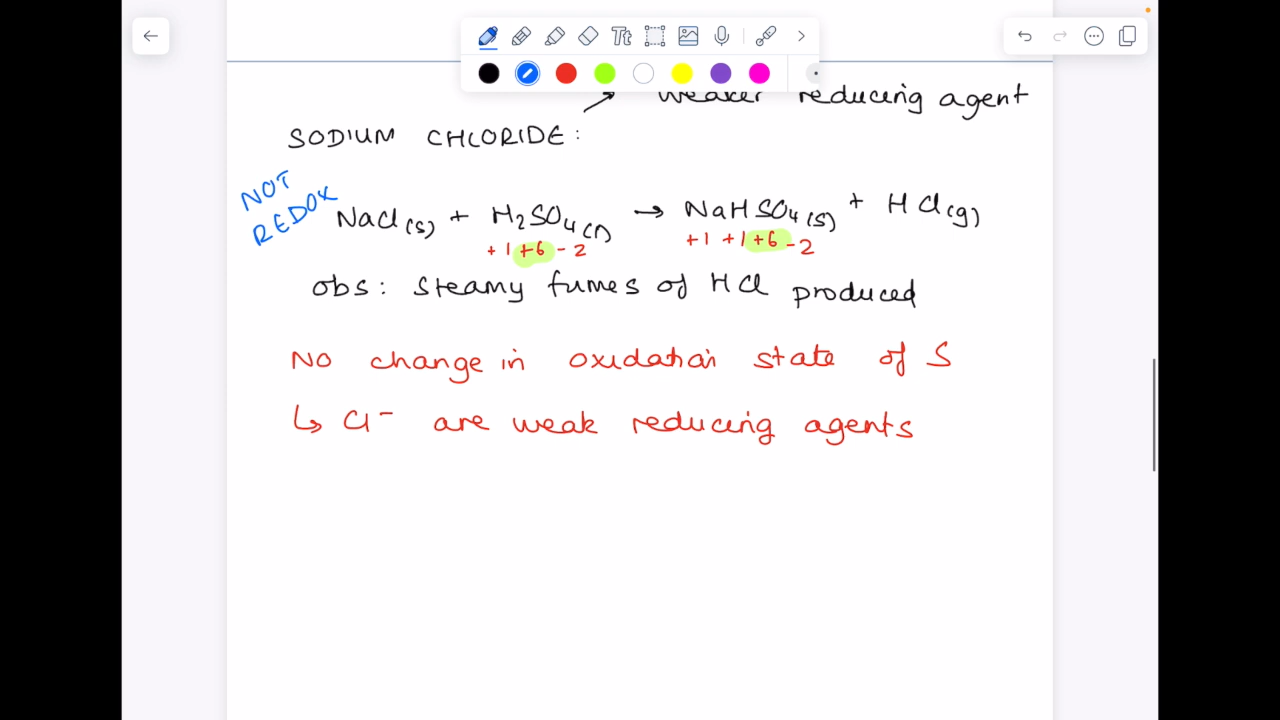 Tt
weaker reducing agent
SODIUM CHLORIDE:
NOT
REDOX
NaCl(s) + H2SO4(l) → NaHSO4(s) + HCl(g)
+1 +6 -2 +1 +1 +6 -2
obs: steamy fumes of HCl produced
No change in oxidation state of S
↳ Cl⁻ are weak reducing agents